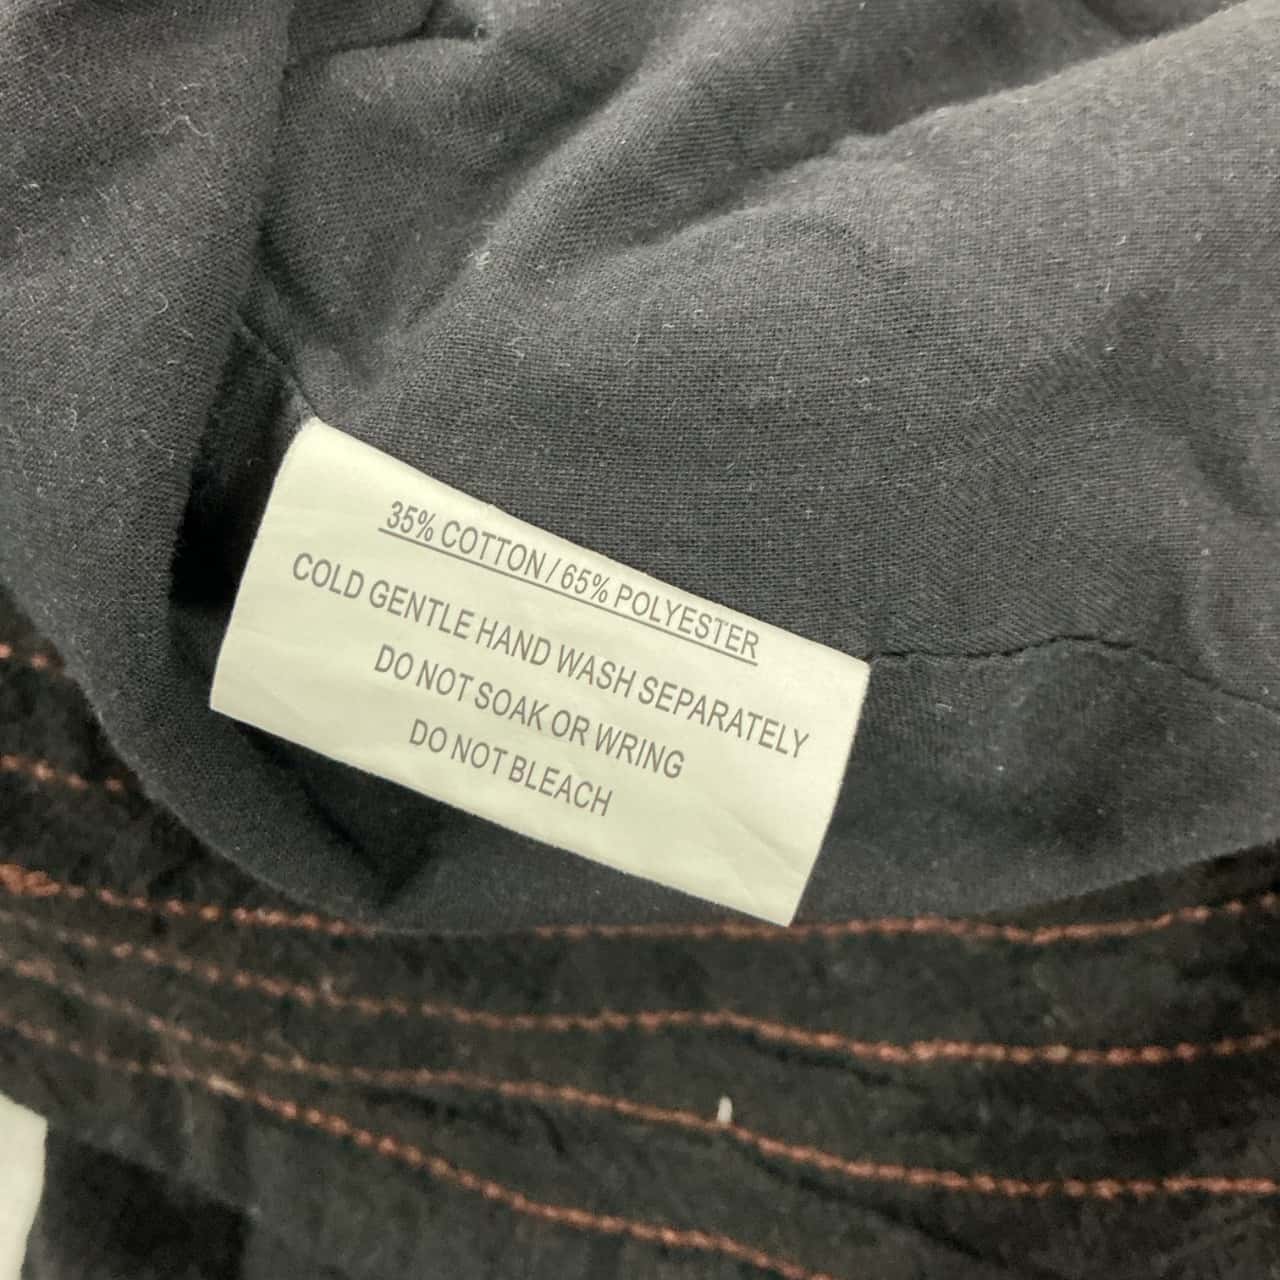 35% COTTON / 65% POLYESTER
COLD GENTLE HAND WASH SEPARATELY
DO NOT SOAK OR WRING
DO NOT BLEACH